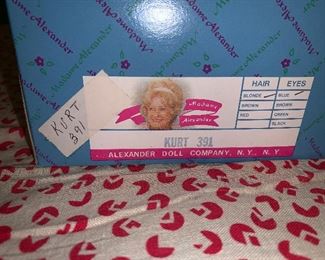 Madame Alexander
KURT
391
Madame
Alexander
KURT 391
ALEXANDER DOLL COMPANY, N.Y., N.Y.
HAIR EYES
BLONDE BLUE
BROWN BROWN
RED GREEN
BLACK